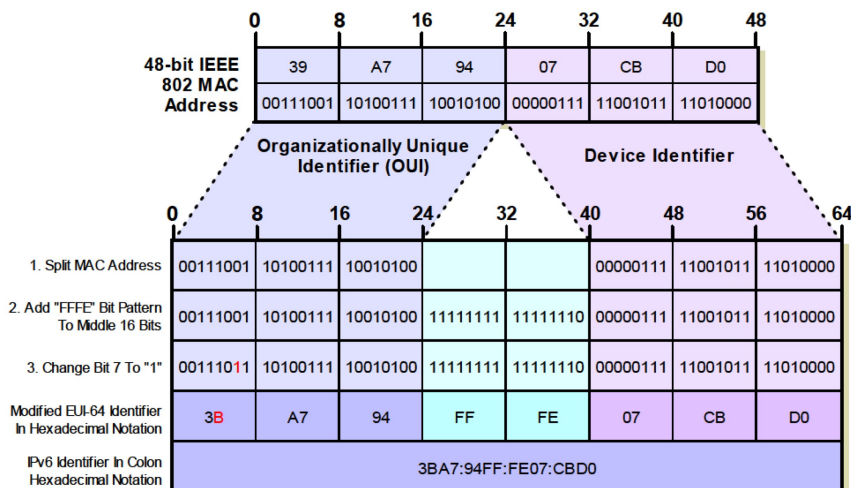 0 8 16 24 32 40 48
48-bit IEEE
802 MAC
Address
39 A7 94 07 CB D0
00111001 10100111 10010100 00000111 11001011 11010000
Organizationally Unique
Identifier (OUI)
Device Identifier
0 8 16 24 32 40 48 56 64
1. Split MAC Address
00111001 10100111 10010100 00000111 11001011 11010000
2. Add "FFFE" Bit Pattern
To Middle 16 Bits
00111001 10100111 10010100 11111111 11111110 00000111 11001011 11010000
3. Change Bit 7 To "1"
00111011 10100111 10010100 11111111 11111110 00000111 11001011 11010000
Modified EUI-64 Identifier
In Hexadecimal Notation
3B A7 94 FF FE 07 CB D0
IPv6 Identifier In Colon
Hexadecimal Notation
3BA7:94FF:FE07:CBD0